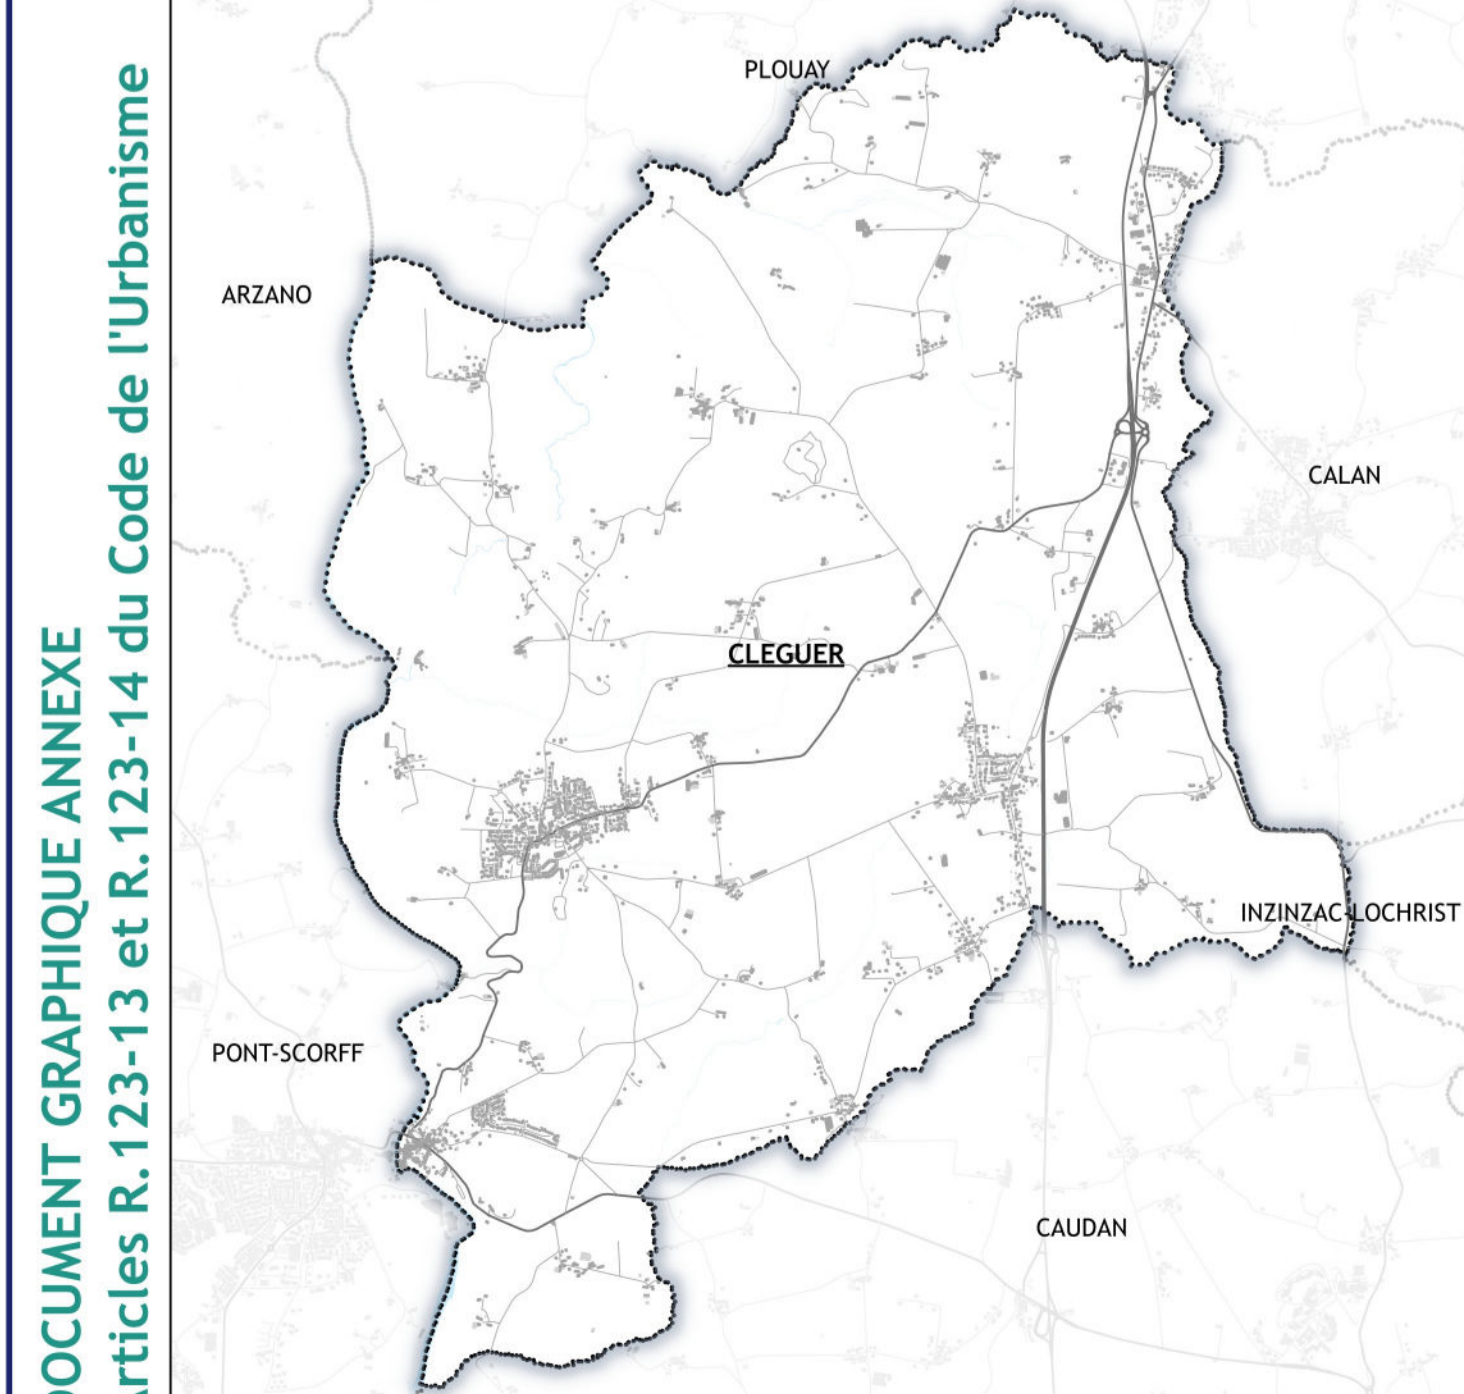 DOCUMENT GRAPHIQUE ANNEXE
Articles R.123-13 et R.123-14 du Code de l'Urbanisme
PLOUAY
ARZANO
CALAN
CLEGUER
INZINZAC-LOCHRIST
PONT-SCORFF
CAUDAN